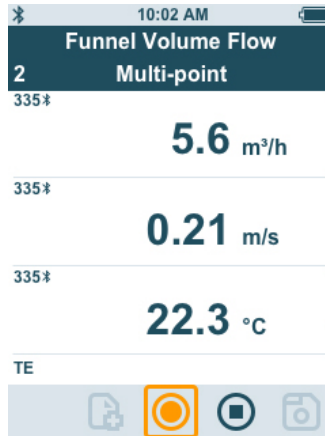 10:02 AM
Funnel Volume Flow
2 Multi-point
335
5.6 m³/h
335
0.21 m/s
335
22.3 °C
TE